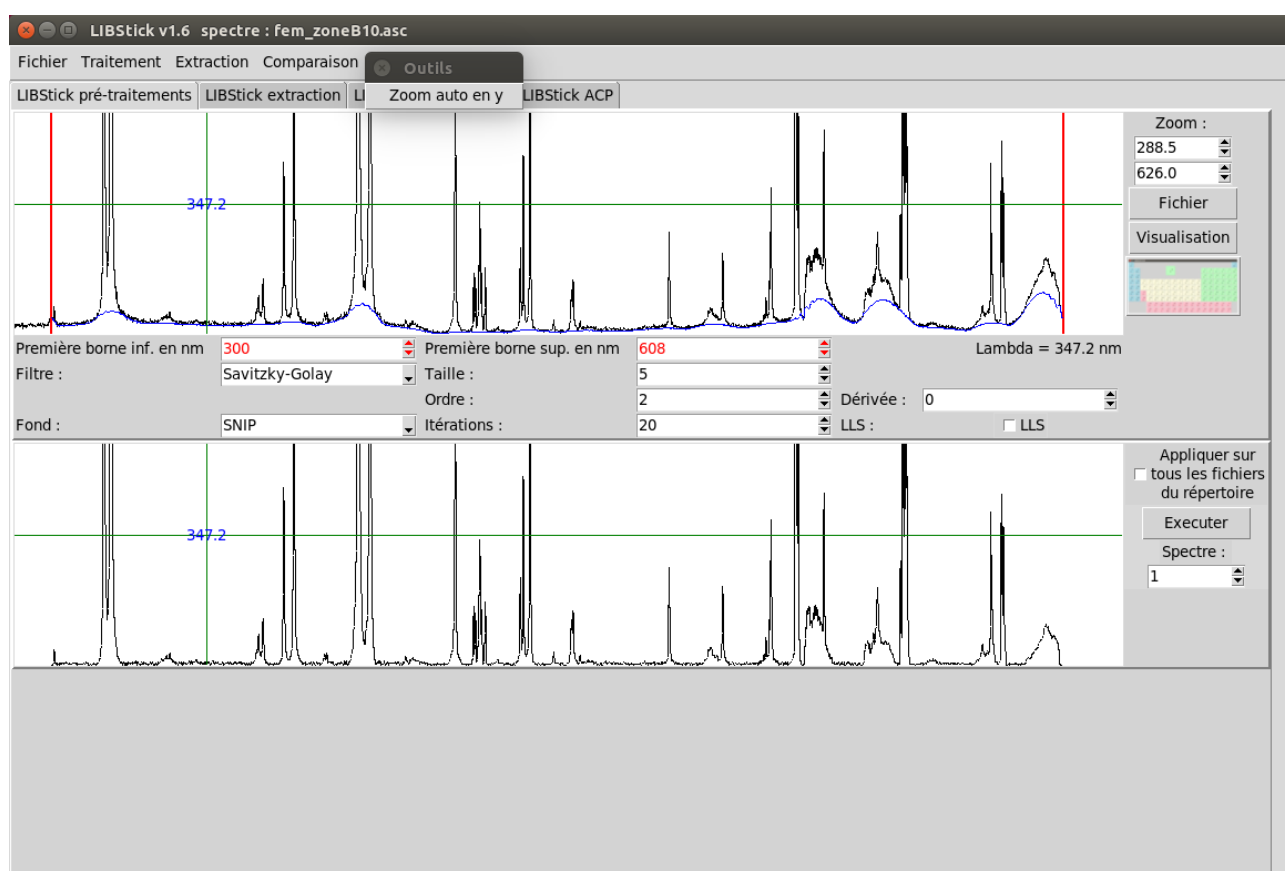 LIBStick v1.6 spectre : fem_zoneB10.asc
Fichier Traitement Extraction Comparaison
Outils
Zoom auto en y
LIBStick pré-traitements LIBStick extraction LIBStick ACP
Zoom :
288.5
626.0
Fichier
Visualisation
347.2
Première borne inf. en nm 300 Première borne sup. en nm 608 Lambda = 347.2 nm
Filtre : Savitzky-Golay Taille : 5
Ordre : 2 Dérivée : 0
Fond : SNIP Itérations : 20 LLS : LLS
347.2
Appliquer sur
tous les fichiers
du répertoire
Executer
Spectre :
1